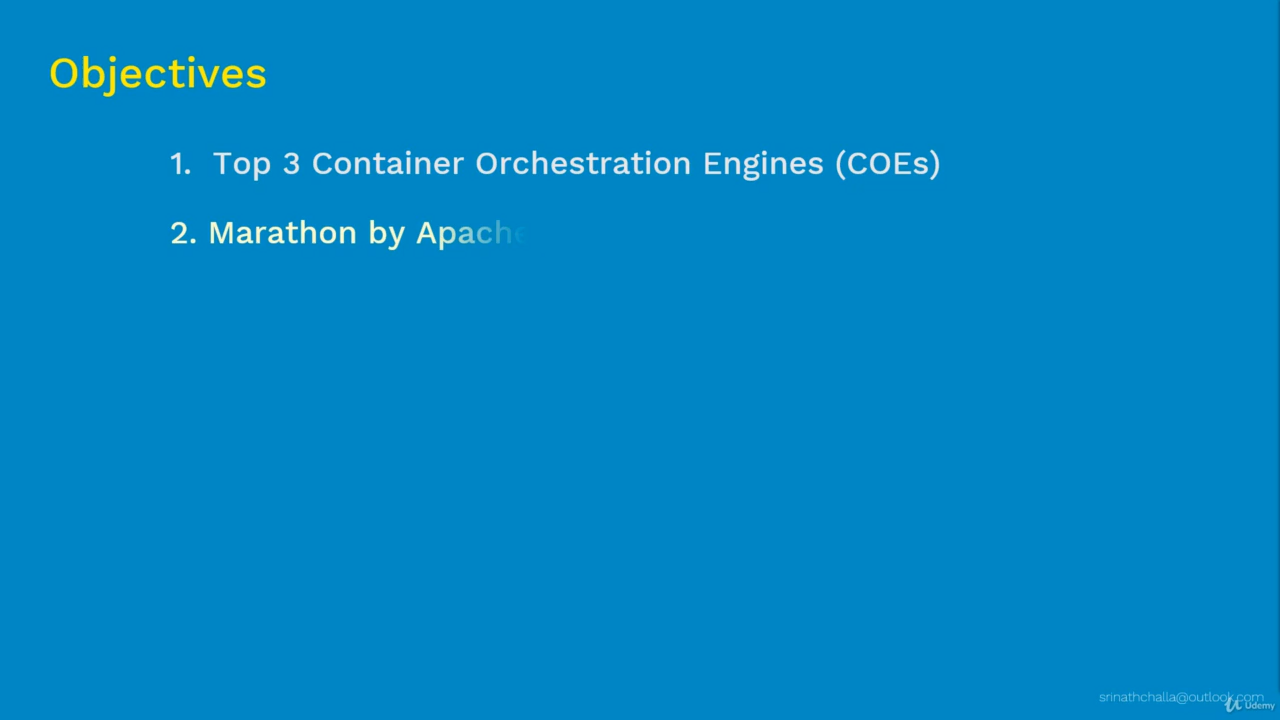 Objectives
1. Top 3 Container Orchestration Engines (COEs)
2. Marathon by Apache
srinathchalla@outlook.com
Udemy